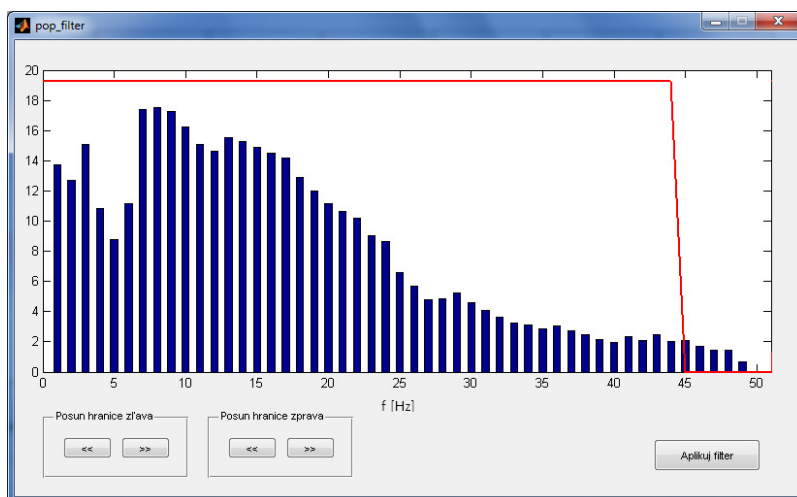 pop_filter
20
18
16
14
12
10
8
6
4
2
0
0 5 10 15 20 25 30 35 40 45 50
f [Hz]
Posun hranice zľava
<< >>
Posun hranice zprava
<< >>
Aplikuj filter